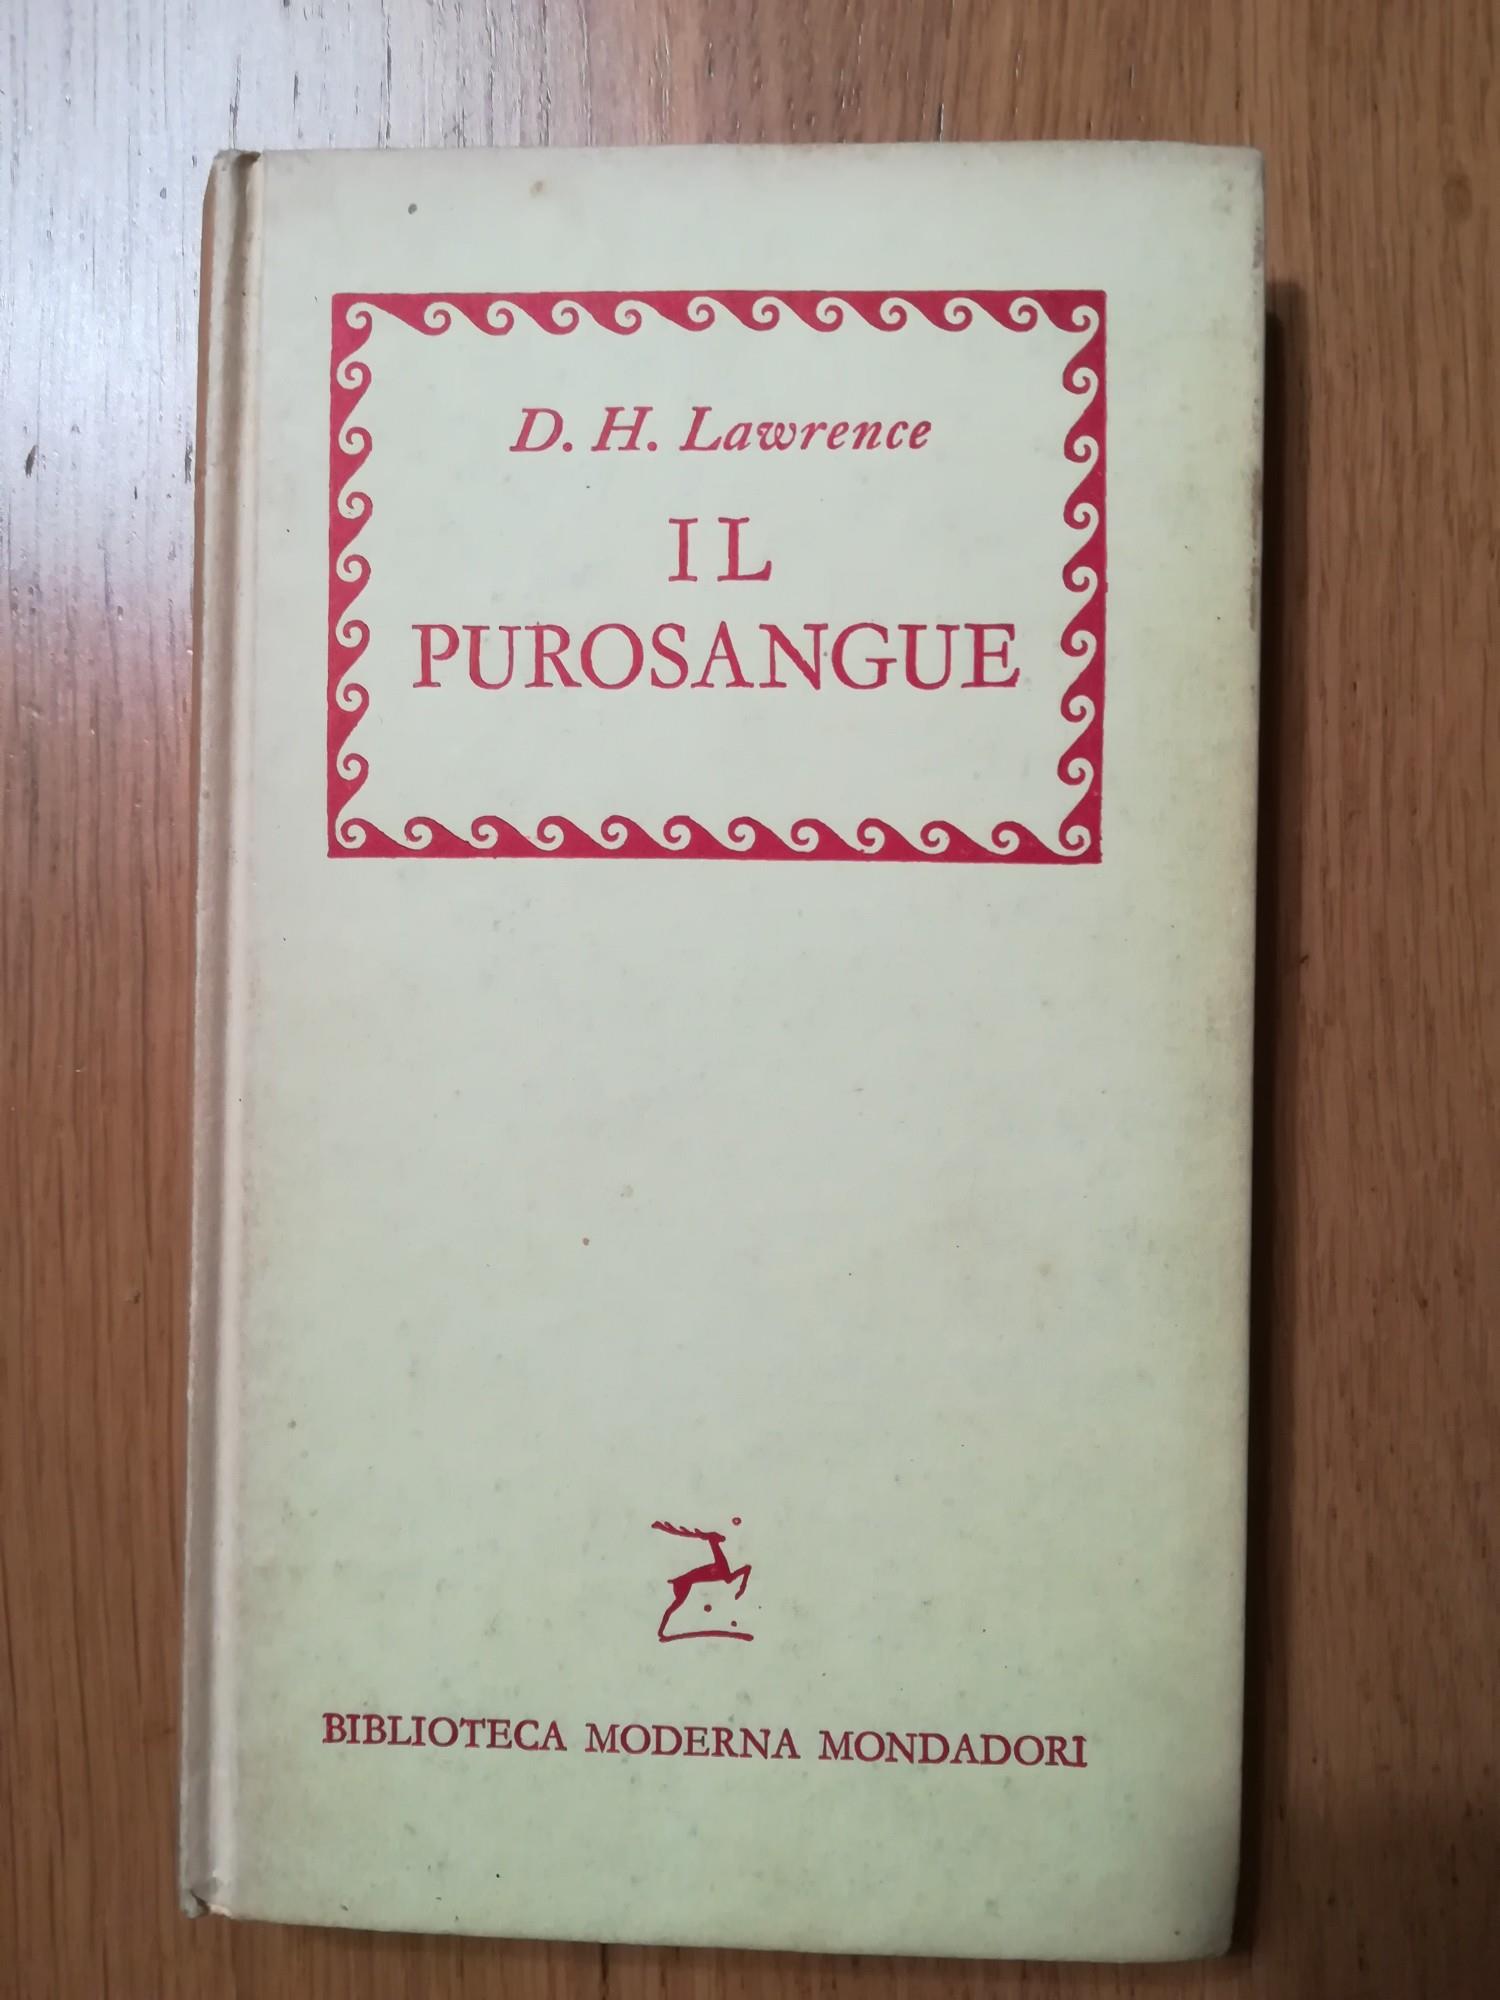 D. H. Lawrence
IL
PUROSANGUE
BIBLIOTECA MODERNA MONDADORI